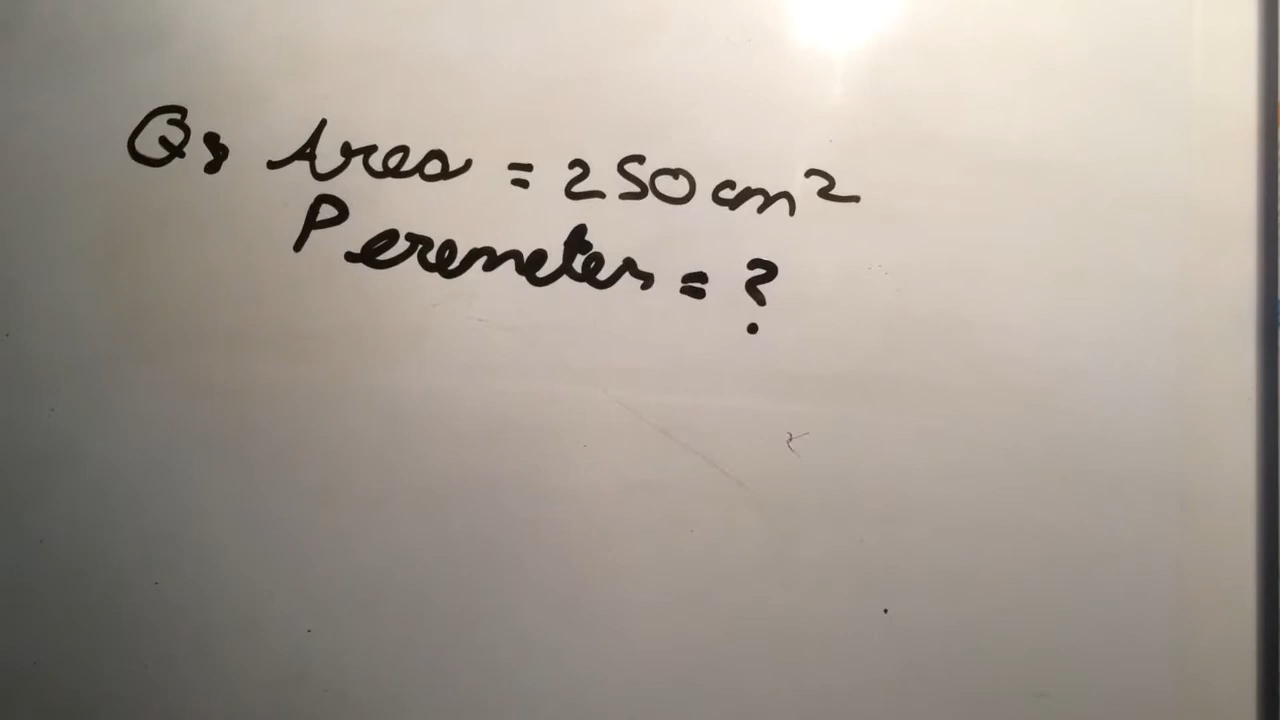 Q: Area = 250 cm²
Peremeter = ?